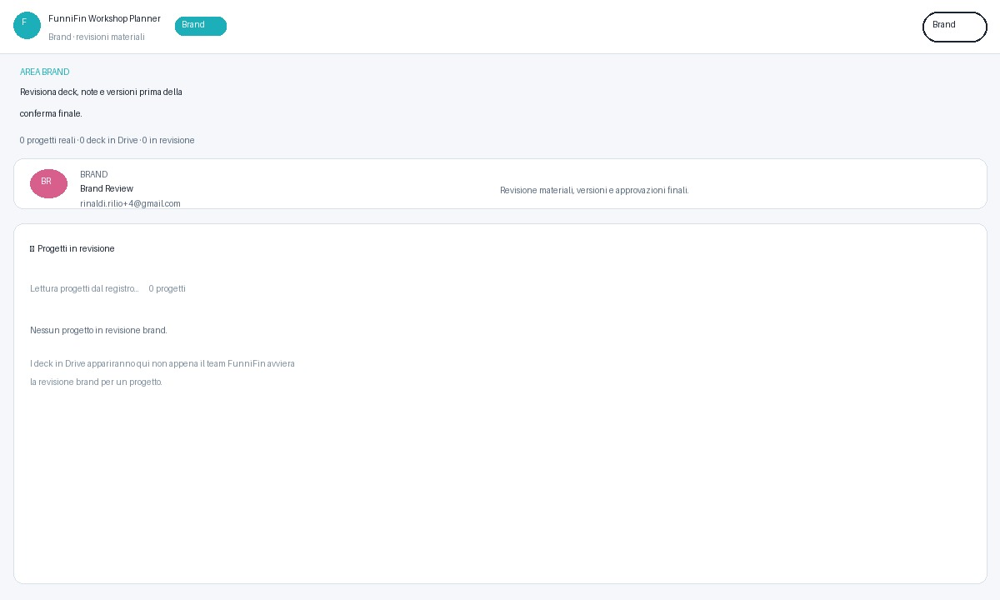 F
FunniFin Workshop Planner
Brand · revisioni materiali
Brand
Brand
AREA BRAND
Revisiona deck, note e versioni prima della
conferma finale.
0 progetti reali · 0 deck in Drive · 0 in revisione
BR
BRAND
Brand Review
rinaldi.rilio+4@gmail.com
Revisione materiali, versioni e approvazioni finali.
Progetti in revisione
Lettura progetti dal registro... 0 progetti
Nessun progetto in revisione brand.
I deck in Drive appariranno qui non appena il team FunniFin avviera
la revisione brand per un progetto.